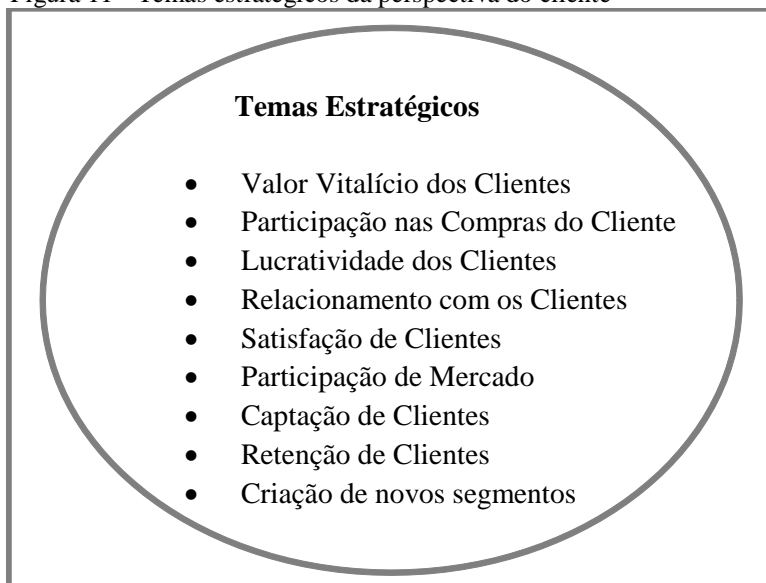 Figura 11 – Temas estratégicos da perspectiva do cliente
Temas Estratégicos
• Valor Vitalício dos Clientes
• Participação nas Compras do Cliente
• Lucratividade dos Clientes
• Relacionamento com os Clientes
• Satisfação de Clientes
• Participação de Mercado
• Captação de Clientes
• Retenção de Clientes
• Criação de novos segmentos